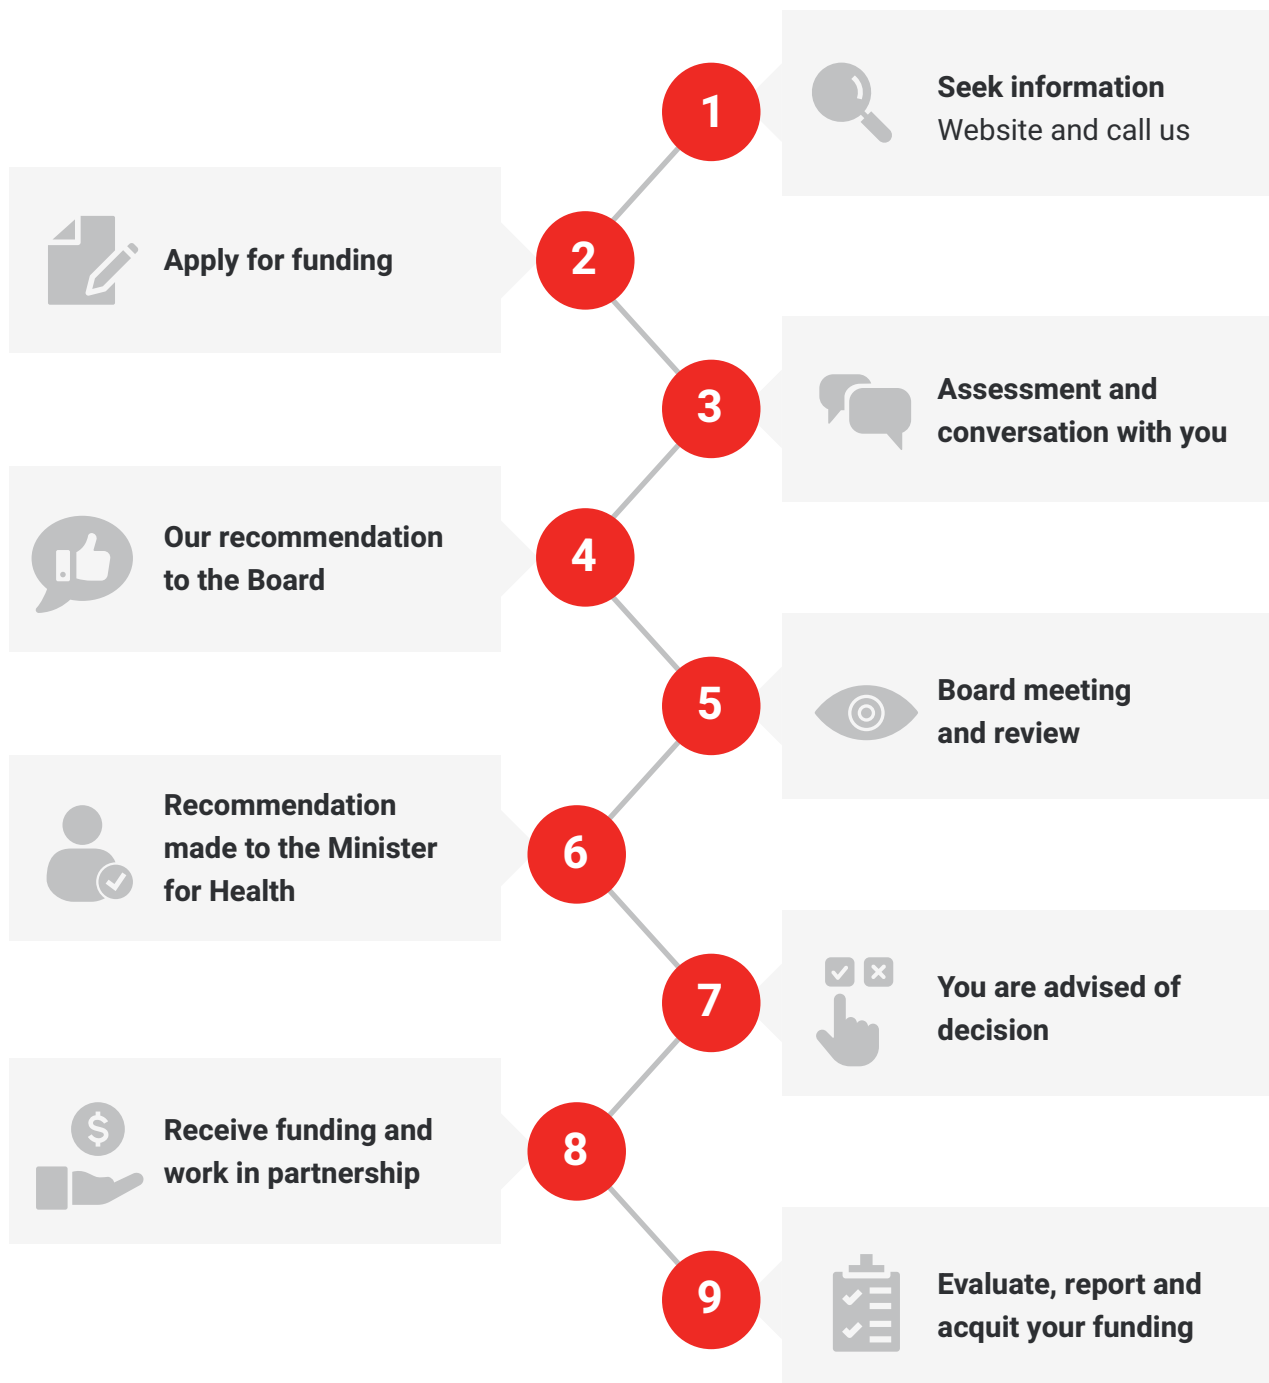 1
Seek information
Website and call us
2
Apply for funding
3
Assessment and
conversation with you
4
Our recommendation
to the Board
5
Board meeting
and review
6
Recommendation
made to the Minister
for Health
7
You are advised of
decision
8
$
Receive funding and
work in partnership
9
Evaluate, report and
acquit your funding